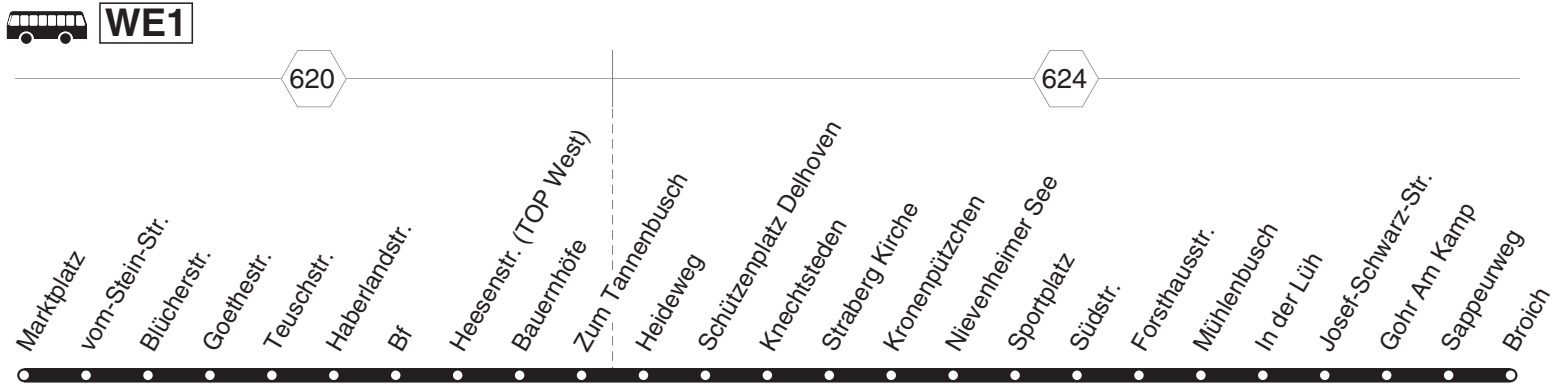 WE1
620
624
Marktplatz
vom-Stein-Str.
Blücherstr.
Goethestr.
Teuschstr.
Haberlandstr.
Bf
Heesenstr. (TOP West)
Bauernhöfe
Zum Tannenbusch
Heideweg
Schützenplatz Delhoven
Knechtsteden
Straberg Kirche
Kronenpützchen
Nievenheimer See
Sportplatz
Südstr.
Forsthausstr.
Mühlenbusch
In der Lüh
Josef-Schwarz-Str.
Gohr Am Kamp
Sappeurweg
Broich